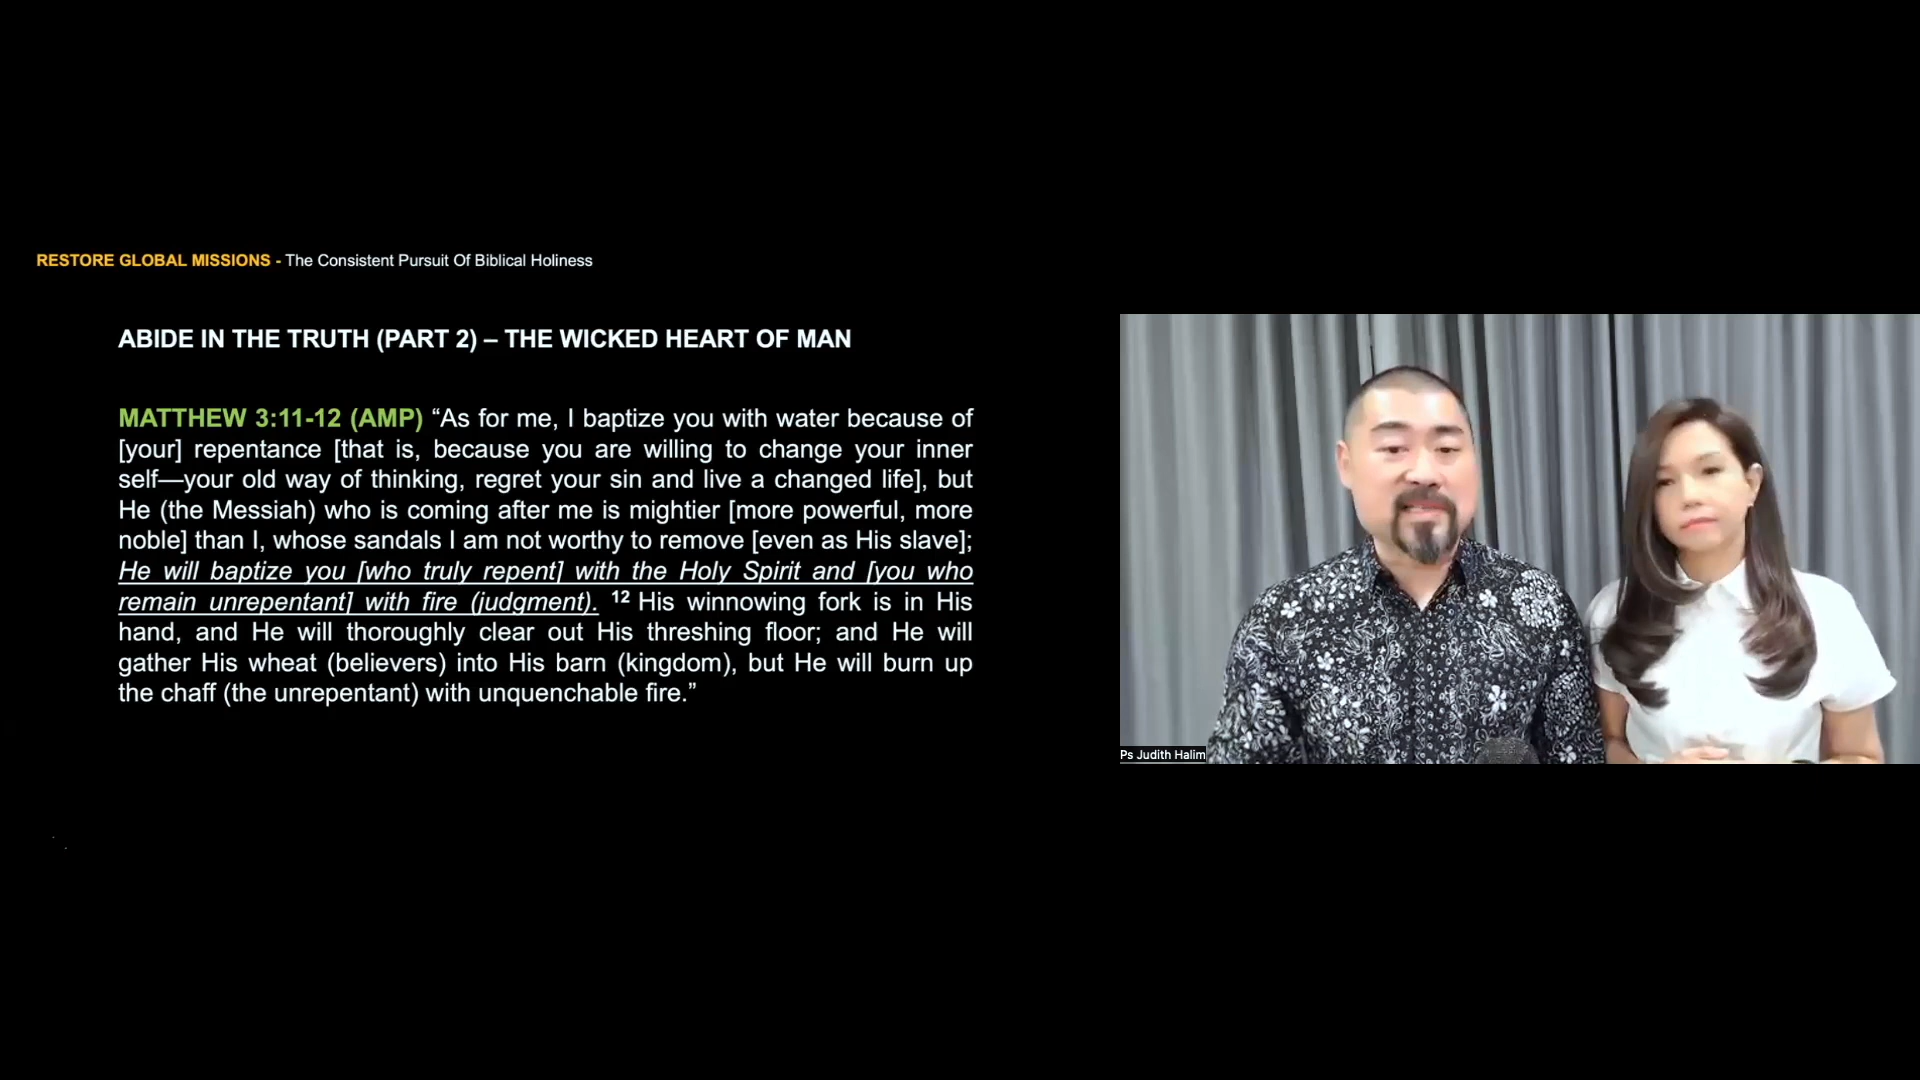 RESTORE GLOBAL MISSIONS - The Consistent Pursuit Of Biblical Holiness
ABIDE IN THE TRUTH (PART 2) – THE WICKED HEART OF MAN
MATTHEW 3:11-12 (AMP) “As for me, I baptize you with water because of
[your] repentance [that is, because you are willing to change your inner
self—your old way of thinking, regret your sin and live a changed life], but
He (the Messiah) who is coming after me is mightier [more powerful, more
noble] than I, whose sandals I am not worthy to remove [even as His slave];
He will baptize you [who truly repent] with the Holy Spirit and [you who
remain unrepentant] with fire (judgment). 12 His winnowing fork is in His
hand, and He will thoroughly clear out His threshing floor; and He will
gather His wheat (believers) into His barn (kingdom), but He will burn up
the chaff (the unrepentant) with unquenchable fire.”
Ps Judith Halim